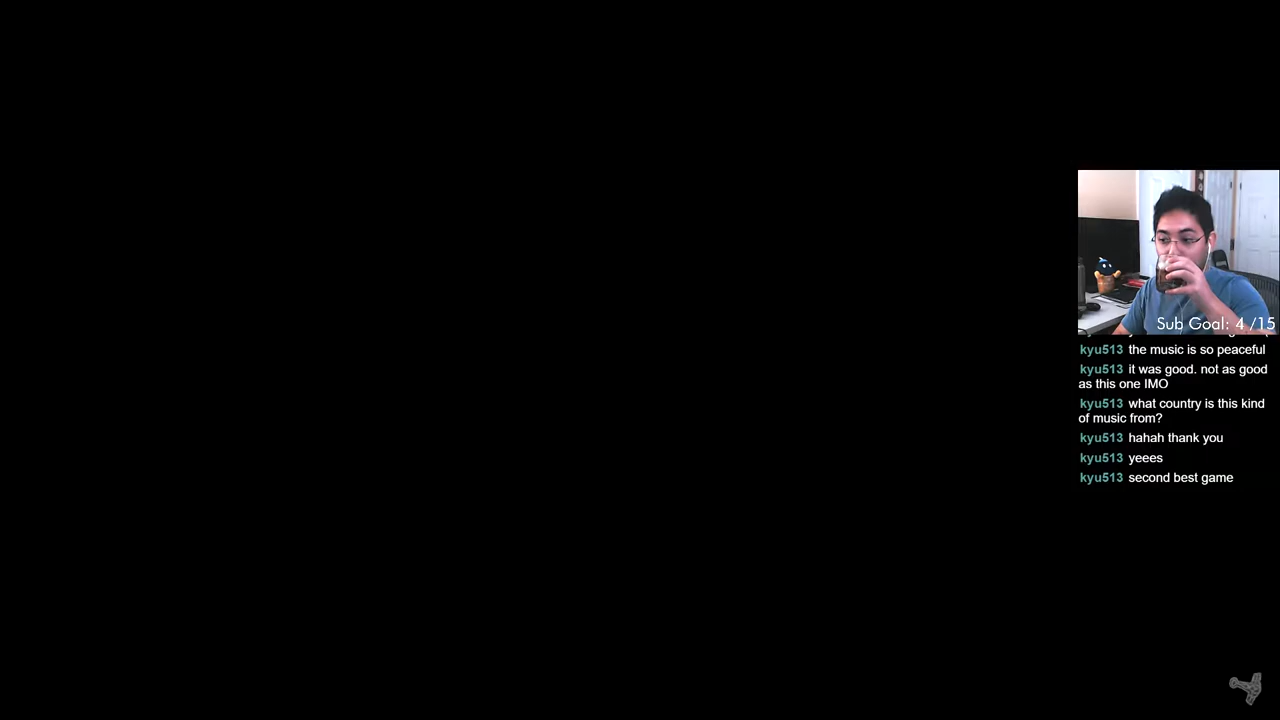 Sub Goal: 4 /15
kyu513 the music is so peaceful
kyu513 it was good. not as good
as this one IMO
kyu513 what country is this kind
of music from?
kyu513 hahah thank you
kyu513 yeees
kyu513 second best game